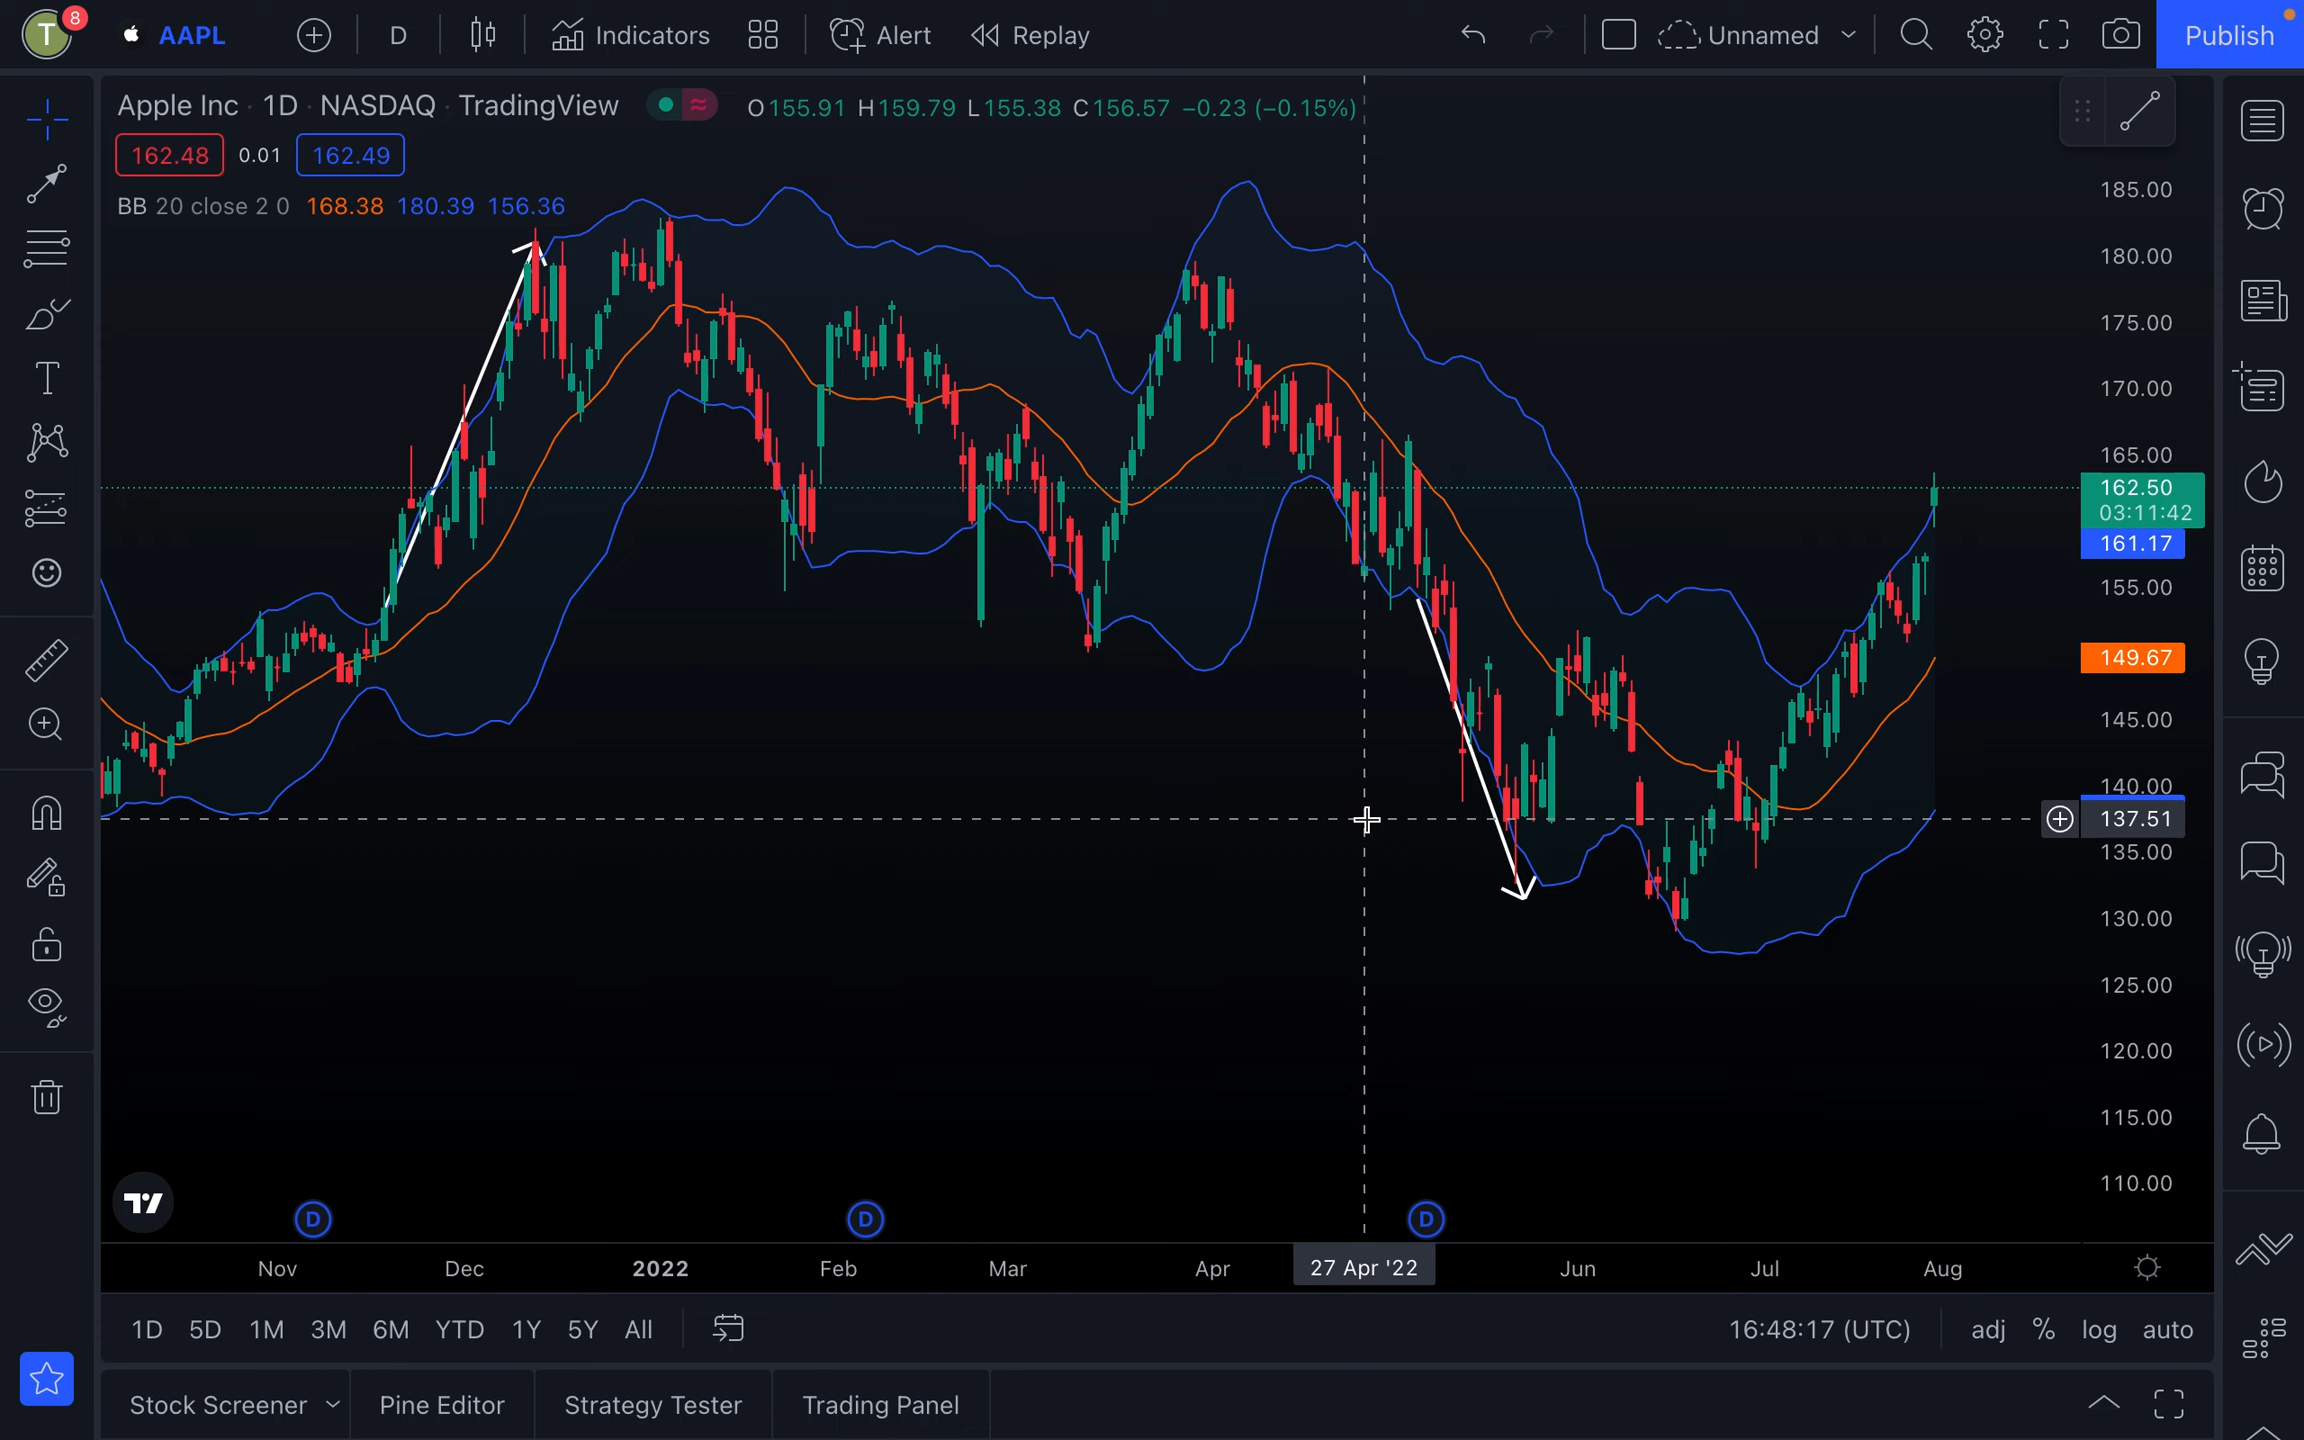 T 8 AAPL D Indicators Alert Replay Unnamed Publish
Apple Inc · 1D · NASDAQ · TradingView O155.91 H159.79 L155.38 C156.57 −0.23 (−0.15%)
162.48 0.01 162.49
BB 20 close 2 0 168.38 180.39 156.36
185.00
180.00
175.00
170.00
165.00
162.50
03:11:42
161.17
155.00
149.67
145.00
140.00
137.51
135.00
130.00
125.00
120.00
115.00
110.00
D D D
Nov Dec 2022 Feb Mar Apr 27 Apr '22 Jun Jul Aug
1D 5D 1M 3M 6M YTD 1Y 5Y All 16:48:17 (UTC) adj % log auto
Stock Screener Pine Editor Strategy Tester Trading Panel